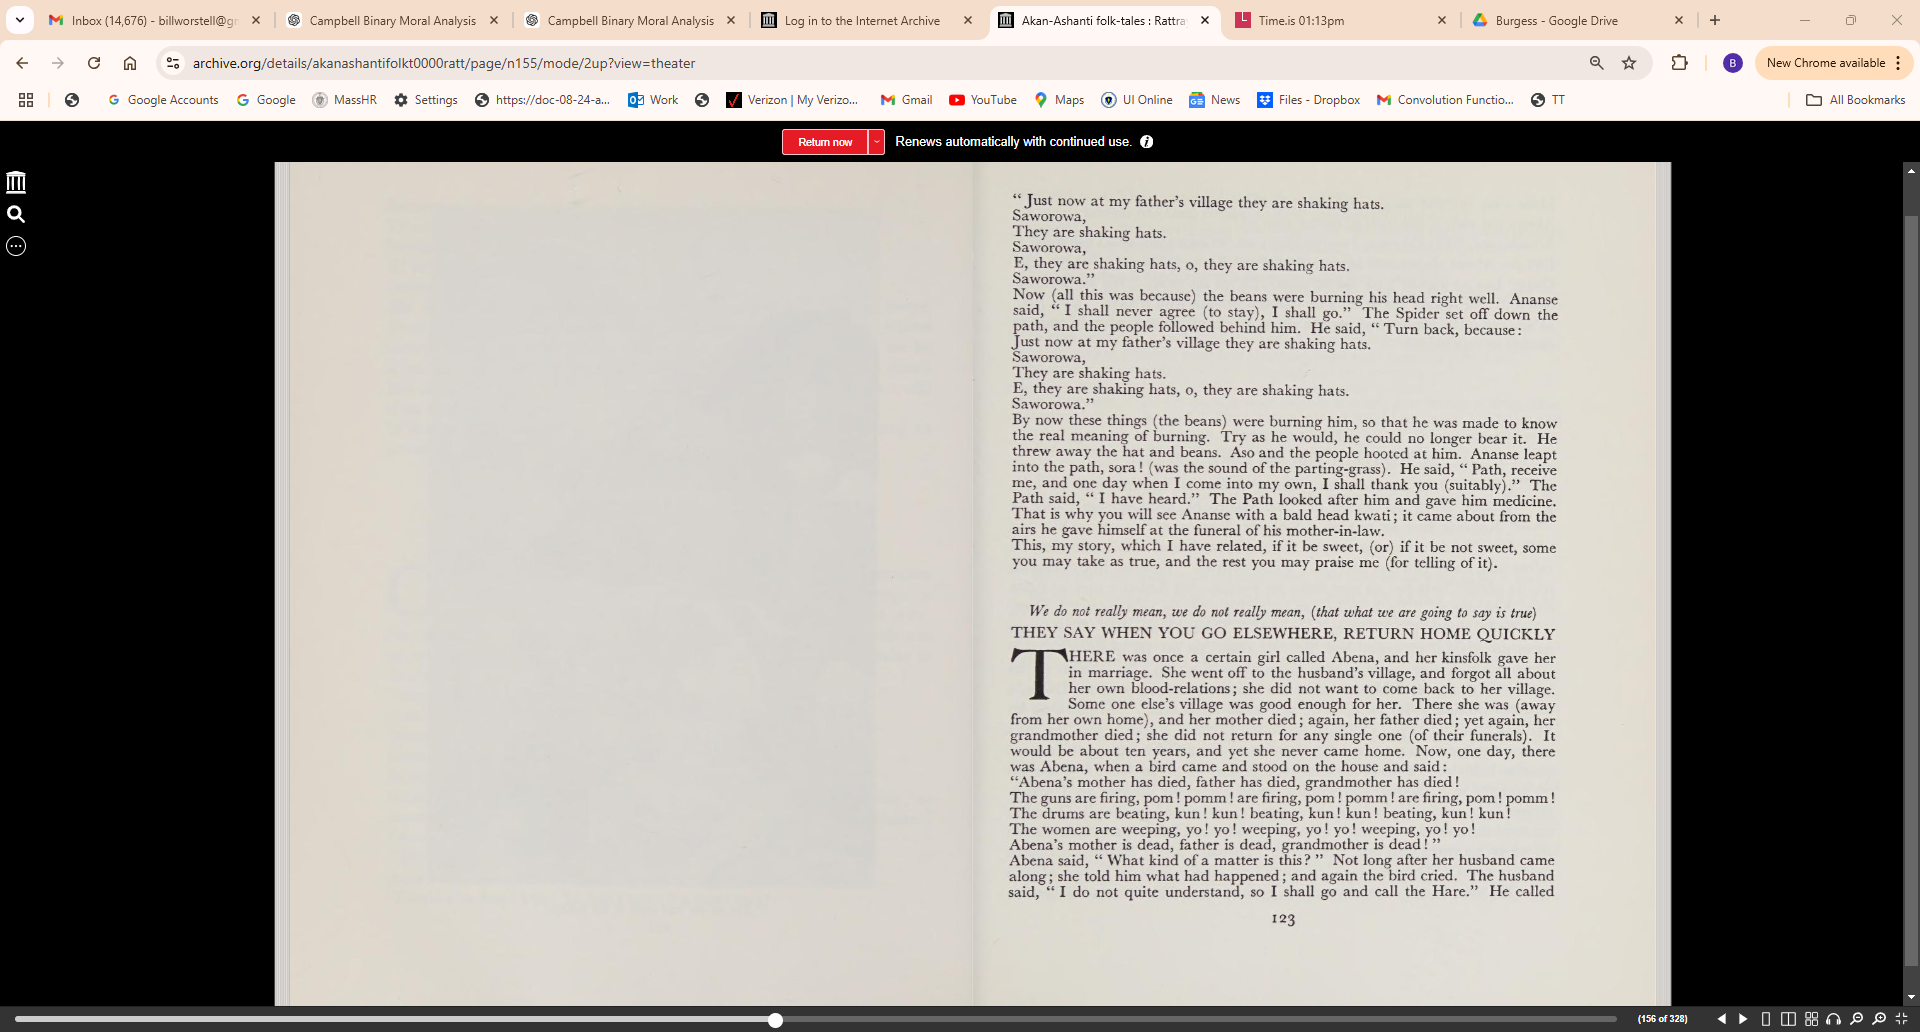 Inbox (14,676) - billworstell@g
Campbell Binary Moral Analysis
Campbell Binary Moral Analysis
Log in to the Internet Archive
Akan-Ashanti folk-tales : Rattra
Time.is 01:13pm
Burgess - Google Drive
archive.org/details/akanashantifolkt0000ratt/page/n155/mode/2up?view=theater
B
New Chrome available
Google Accounts
Google
MassHR
Settings
https://doc-08-24-a...
Work
Verizon | My Verizo...
Gmail
YouTube
Maps
UI Online
News
Files - Dropbox
Convolution Functio...
TT
All Bookmarks
Return now
Renews automatically with continued use.
“ Just now at my father’s village they are shaking hats.
Saworowa,
They are shaking hats.
Saworowa,
E, they are shaking hats, o, they are shaking hats.
Saworowa.”
Now (all this was because) the beans were burning his head right well. Ananse
said, “ I shall never agree (to stay), I shall go.” The Spider set off down the
path, and the people followed behind him. He said, “ Turn back, because :
Just now at my father’s village they are shaking hats.
Saworowa,
They are shaking hats.
E, they are shaking hats, o, they are shaking hats.
Saworowa.”
By now these things (the beans) were burning him, so that he was made to know
the real meaning of burning. Try as he would, he could no longer bear it. He
threw away the hat and beans. Aso and the people hooted at him. Ananse leapt
into the path, sora ! (was the sound of the parting-grass). He said, “ Path, receive
me, and one day when I come into my own, I shall thank you (suitably).” The
Path said, “ I have heard.” The Path looked after him and gave him medicine.
That is why you will see Ananse with a bald head kwati ; it came about from the
airs he gave himself at the funeral of his mother-in-law.
This, my story, which I have related, if it be sweet, (or) if it be not sweet, some
you may take as true, and the rest you may praise me (for telling of it).
We do not really mean, we do not really mean, (that what we are going to say is true)
THEY SAY WHEN YOU GO ELSEWHERE, RETURN HOME QUICKLY
THERE was once a certain girl called Abena, and her kinsfolk gave her
in marriage. She went off to the husband’s village, and forgot all about
her own blood-relations ; she did not want to come back to her village.
Some one else’s village was good enough for her. There she was (away
from her own home), and her mother died ; again, her father died ; yet again, her
grandmother died ; she did not return for any single one (of their funerals). It
would be about ten years, and yet she never came home. Now, one day, there
was Abena, when a bird came and stood on the house and said :
“Abena’s mother has died, father has died, grandmother has died !
The guns are firing, pom ! pomm ! are firing, pom ! pomm ! are firing, pom ! pomm !
The drums are beating, kun ! kun ! beating, kun ! kun ! beating, kun ! kun !
The women are weeping, yo ! yo ! weeping, yo ! yo ! weeping, yo ! yo !
Abena’s mother is dead, father is dead, grandmother is dead ! ”
Abena said, “ What kind of a matter is this ? ” Not long after her husband came
along ; she told him what had happened ; and again the bird cried. The husband
said, “ I do not quite understand, so I shall go and call the Hare.” He called
123
(156 of 328)